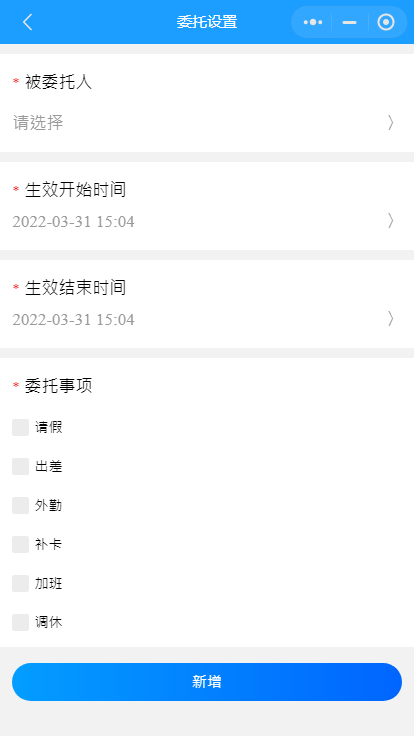 委托设置
* 被委托人
请选择
* 生效开始时间
2022-03-31 15:04
* 生效结束时间
2022-03-31 15:04
* 委托事项
请假
出差
外勤
补卡
加班
调休
新增